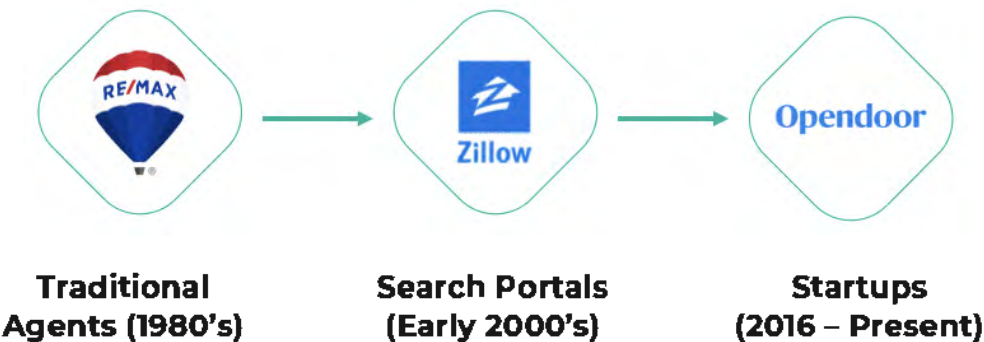 RE/MAX
®
Zillow
Opendoor
Traditional
Agents (1980's)
Search Portals
(Early 2000's)
Startups
(2016 – Present)